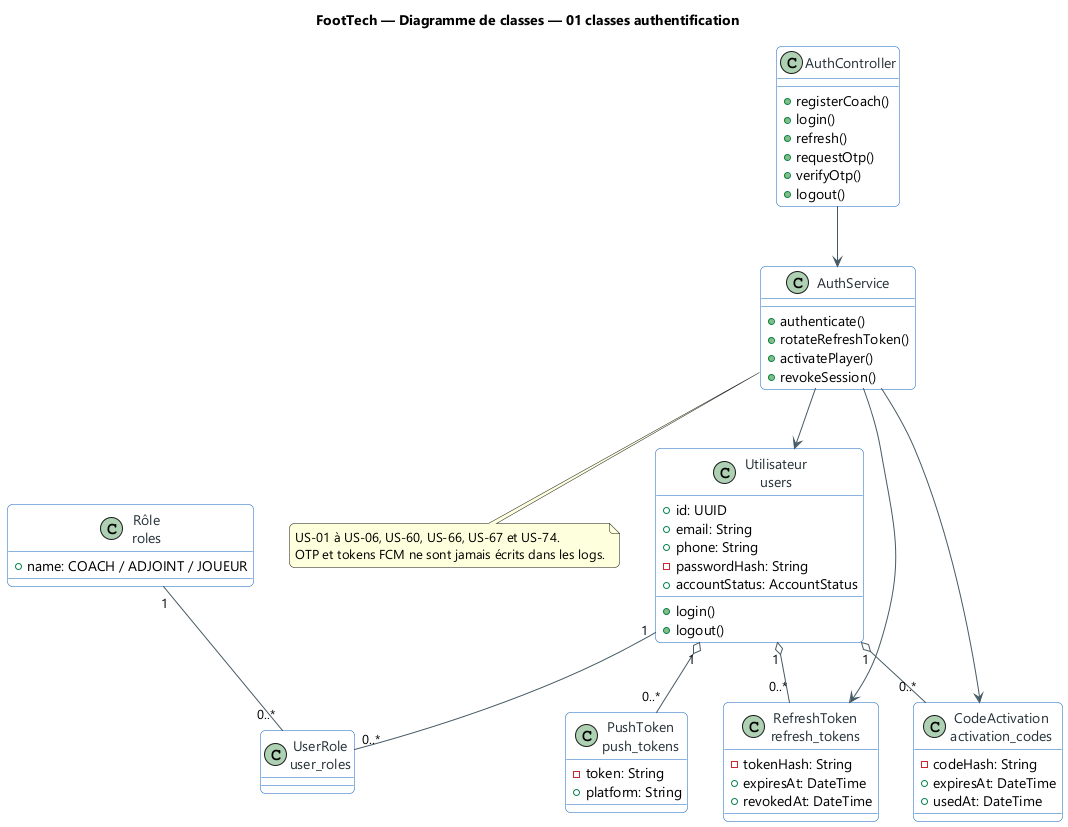 FootTech — Diagramme de classes — 01 classes authentification
C AuthController
registerCoach()
login()
refresh()
requestOtp()
verifyOtp()
logout()
C AuthService
authenticate()
rotateRefreshToken()
activatePlayer()
revokeSession()
C Utilisateur
users
id: UUID
email: String
phone: String
passwordHash: String
accountStatus: AccountStatus
login()
logout()
C Rôle
roles
name: COACH / ADJOINT / JOUEUR
US-01 à US-06, US-60, US-66, US-67 et US-74.
OTP et tokens FCM ne sont jamais écrits dans les logs.
1
0..*
1
0..*
1
0..*
1
0..*
1
0..*
C UserRole
user_roles
C PushToken
push_tokens
token: String
platform: String
C RefreshToken
refresh_tokens
tokenHash: String
expiresAt: DateTime
revokedAt: DateTime
C CodeActivation
activation_codes
codeHash: String
expiresAt: DateTime
usedAt: DateTime